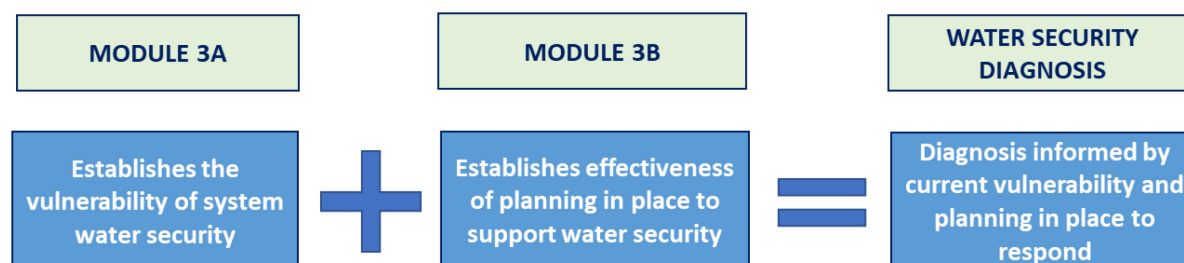 MODULE 3A
MODULE 3B
WATER SECURITY
DIAGNOSIS
Establishes the
vulnerability of system
water security
Establishes effectiveness
of planning in place to
support water security
Diagnosis informed by
current vulnerability and
planning in place to
respond